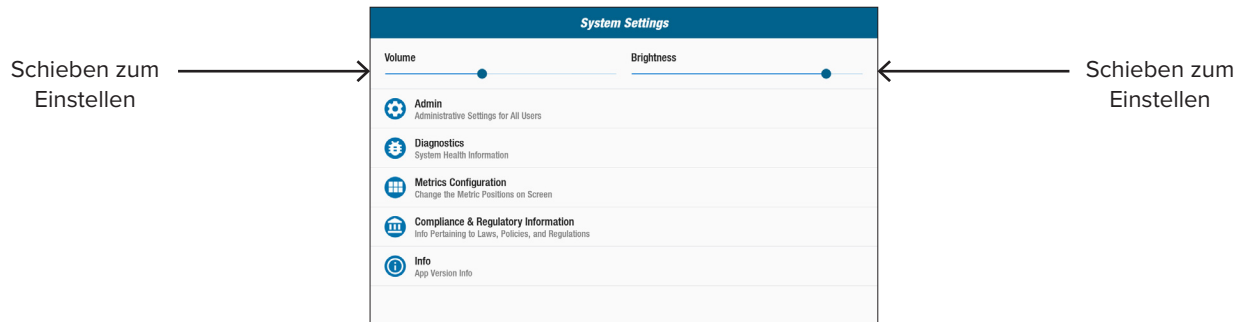 System Settings
Volume
Brightness
Schieben zum
Einstellen
Schieben zum
Einstellen
Admin
Administrative Settings for All Users
Diagnostics
System Health Information
Metrics Configuration
Change the Metric Positions on Screen
Compliance & Regulatory Information
Info Pertaining to Laws, Policies, and Regulations
Info
App Version Info